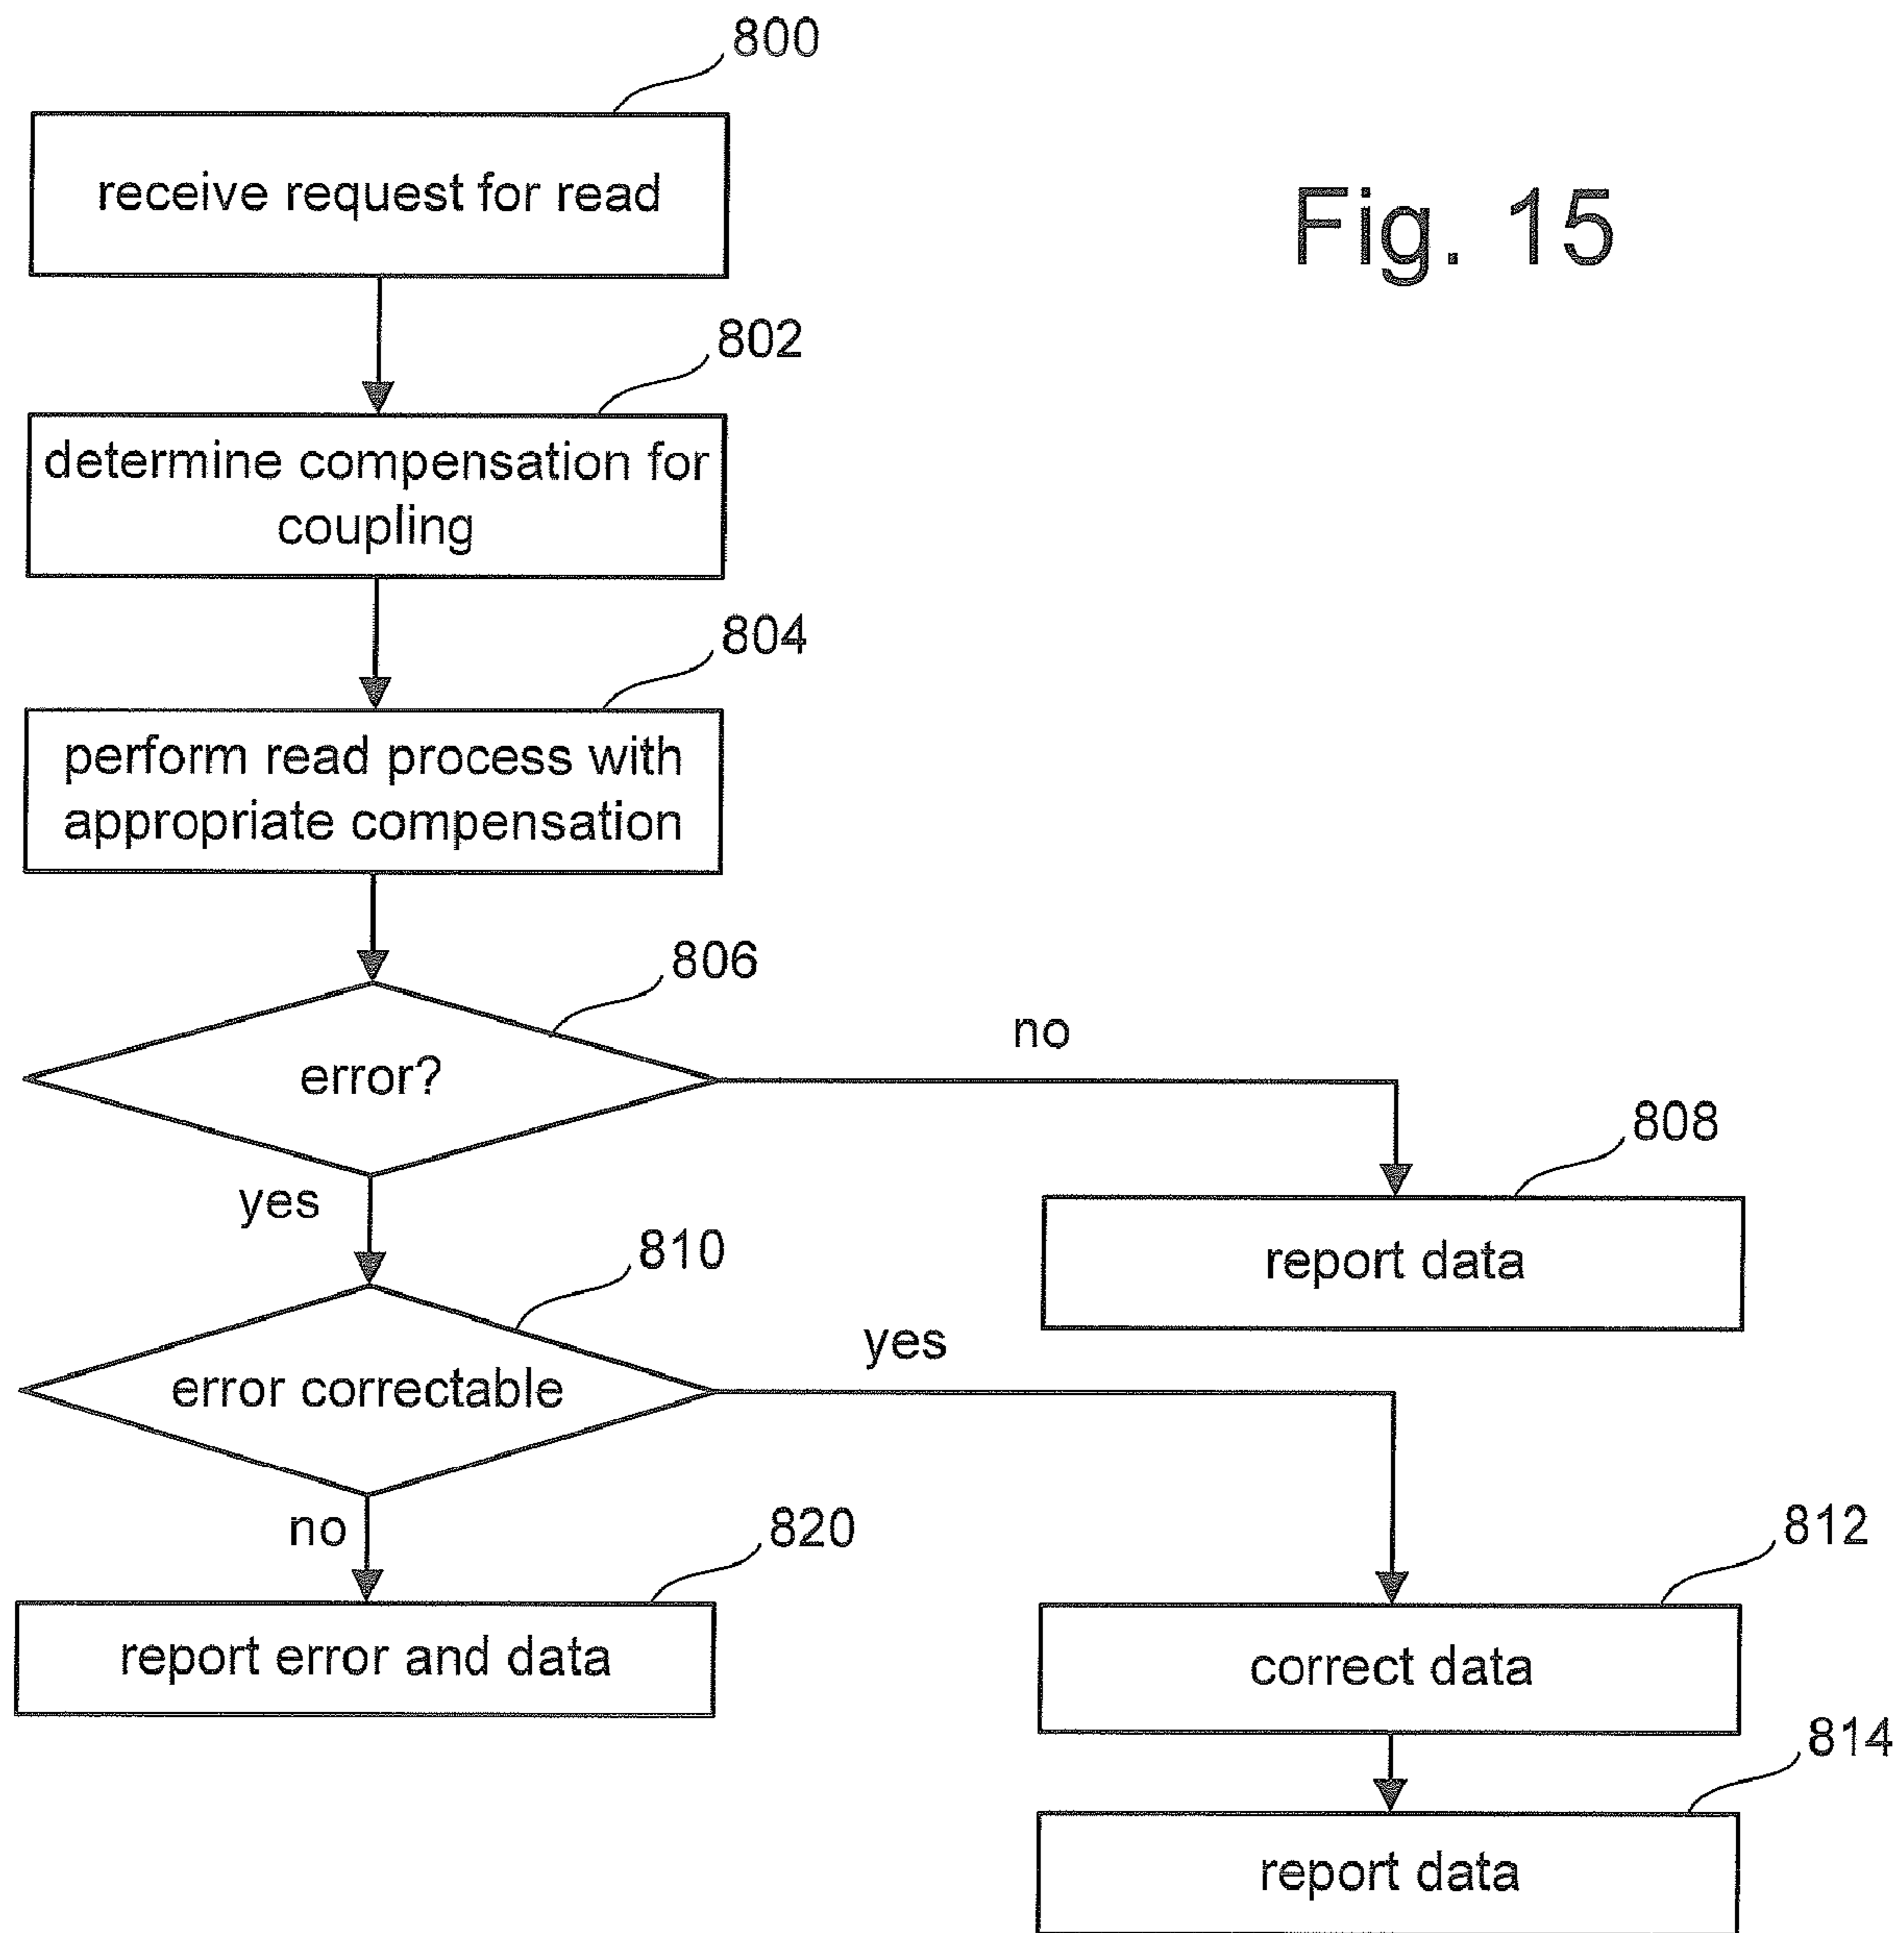 800
receive request for read
Fig. 15
802
determine compensation for
coupling
804
perform read process with
appropriate compensation
806
error?
no
808
report data
yes
810
error correctable
yes
no
820
report error and data
812
correct data
814
report data